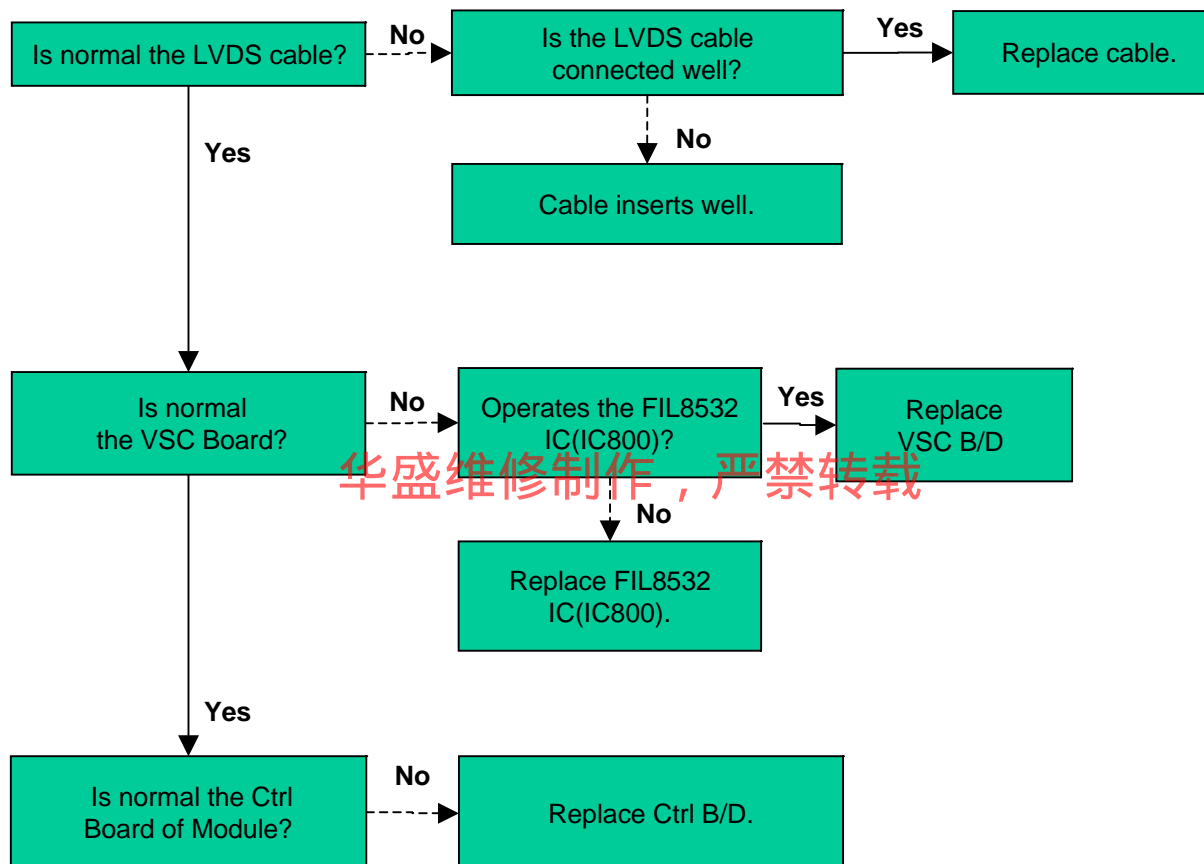 Is normal the LVDS cable?
No
Is the LVDS cable
connected well?
Yes
Replace cable.
Yes
No
Cable inserts well.
Is normal
the VSC Board?
No
Operates the FIL8532
IC(IC800)?
Yes
Replace
VSC B/D
华盛维修制作，严禁转载
No
Replace FIL8532
IC(IC800).
Yes
Is normal the Ctrl
Board of Module?
No
Replace Ctrl B/D.